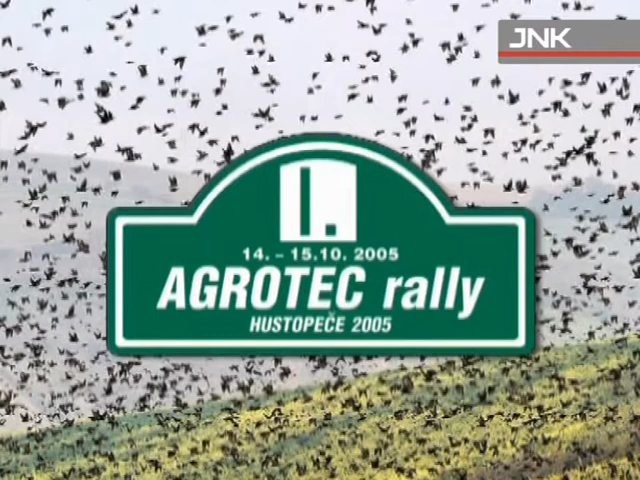 JNK
I.
14. - 15.10. 2005
AGROTEC rally
HUSTOPEČE 2005